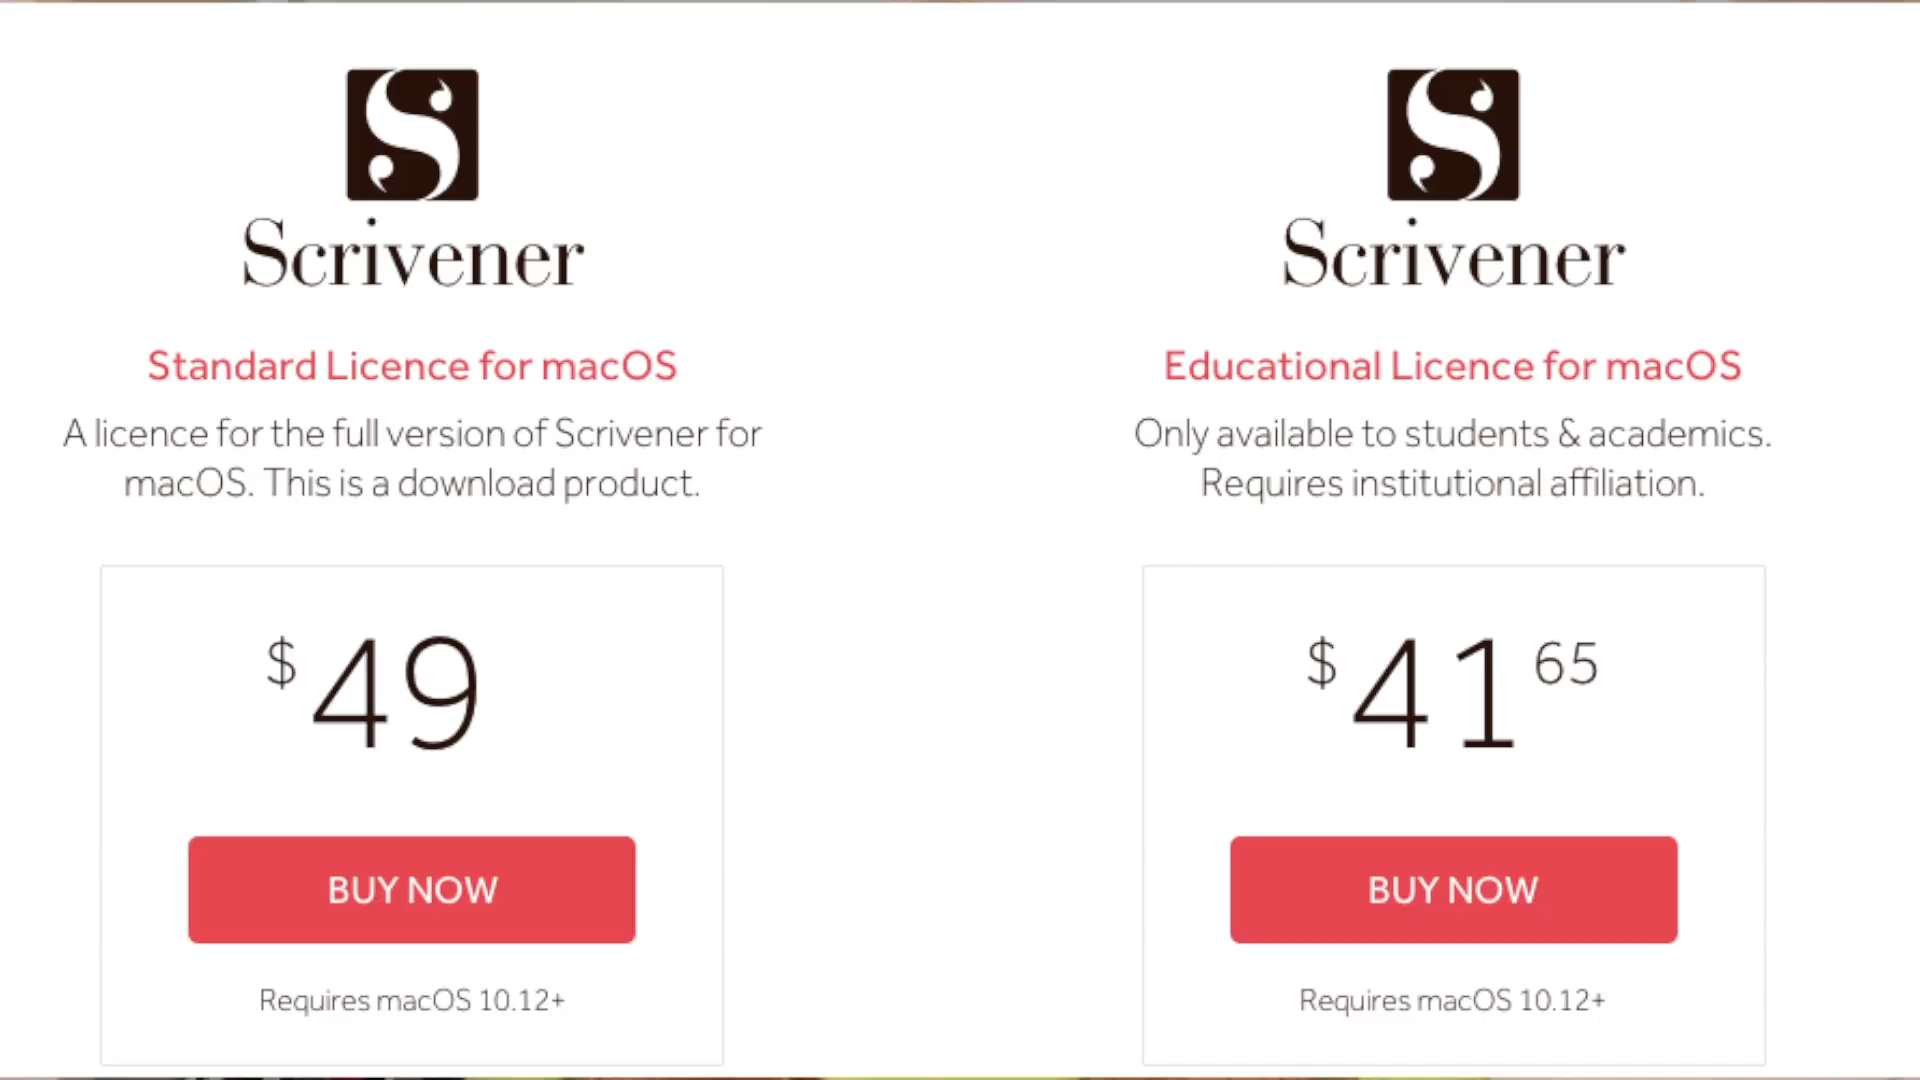 Scrivener
Standard Licence for macOS
A licence for the full version of Scrivener for
macOS. This is a download product.
$49
BUY NOW
Requires macOS 10.12+
Scrivener
Educational Licence for macOS
Only available to students & academics.
Requires institutional affiliation.
$41 65
BUY NOW
Requires macOS 10.12+